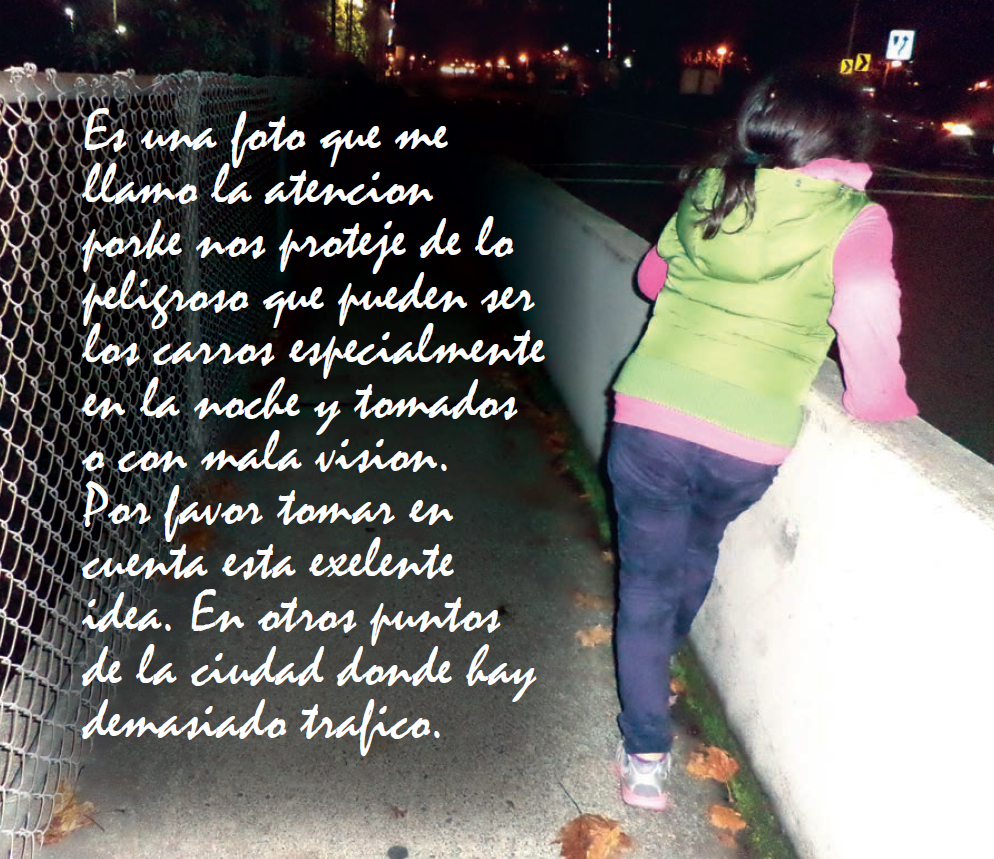 Es una foto que me
llamo la atencion
porke nos proteje de lo
peligroso que pueden ser
los carros especialmente
en la noche y tomados
o con mala vision.
Por favor tomar en
cuenta esta exelente
idea. En otros puntos
de la ciudad donde hay
demasiado trafico.